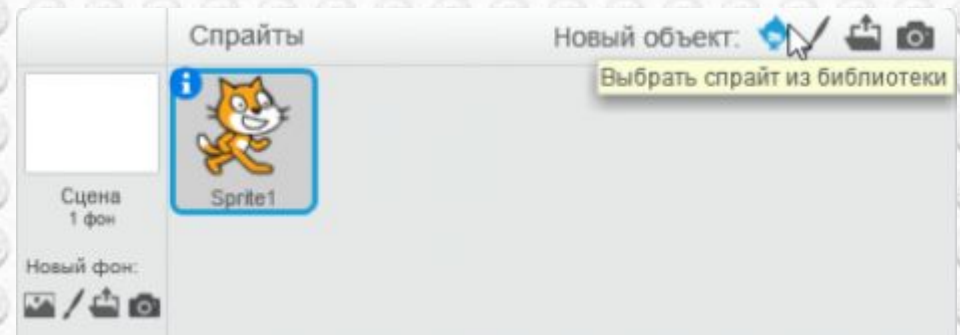 Спрайты
Новый объект:
Выбрать спрайт из библиотеки
Sprite1
Сцена
1 фон
Новый фон: